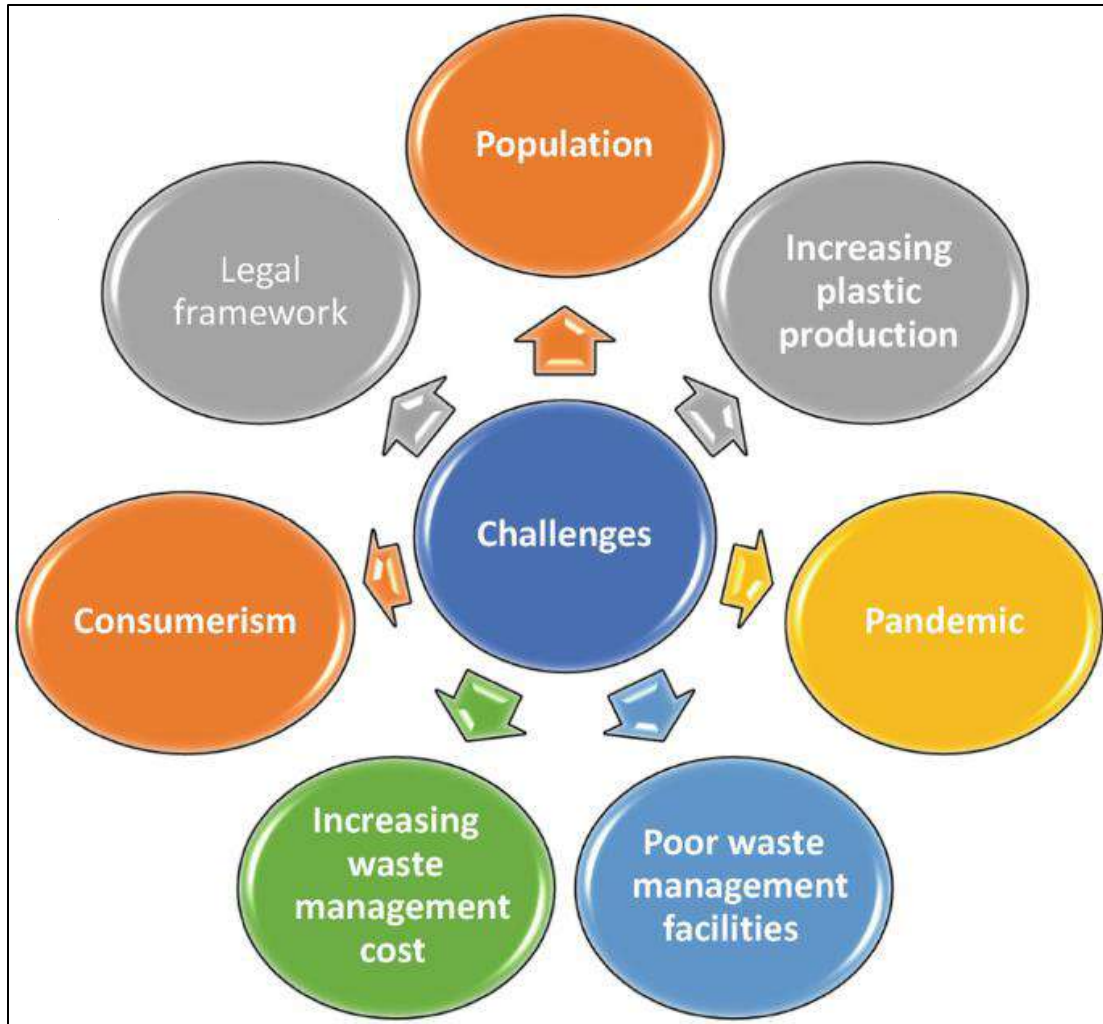 Population
Increasing
plastic
production
Pandemic
Poor waste
management
facilities
Increasing
waste
management
cost
Consumerism
Legal
framework
Challenges